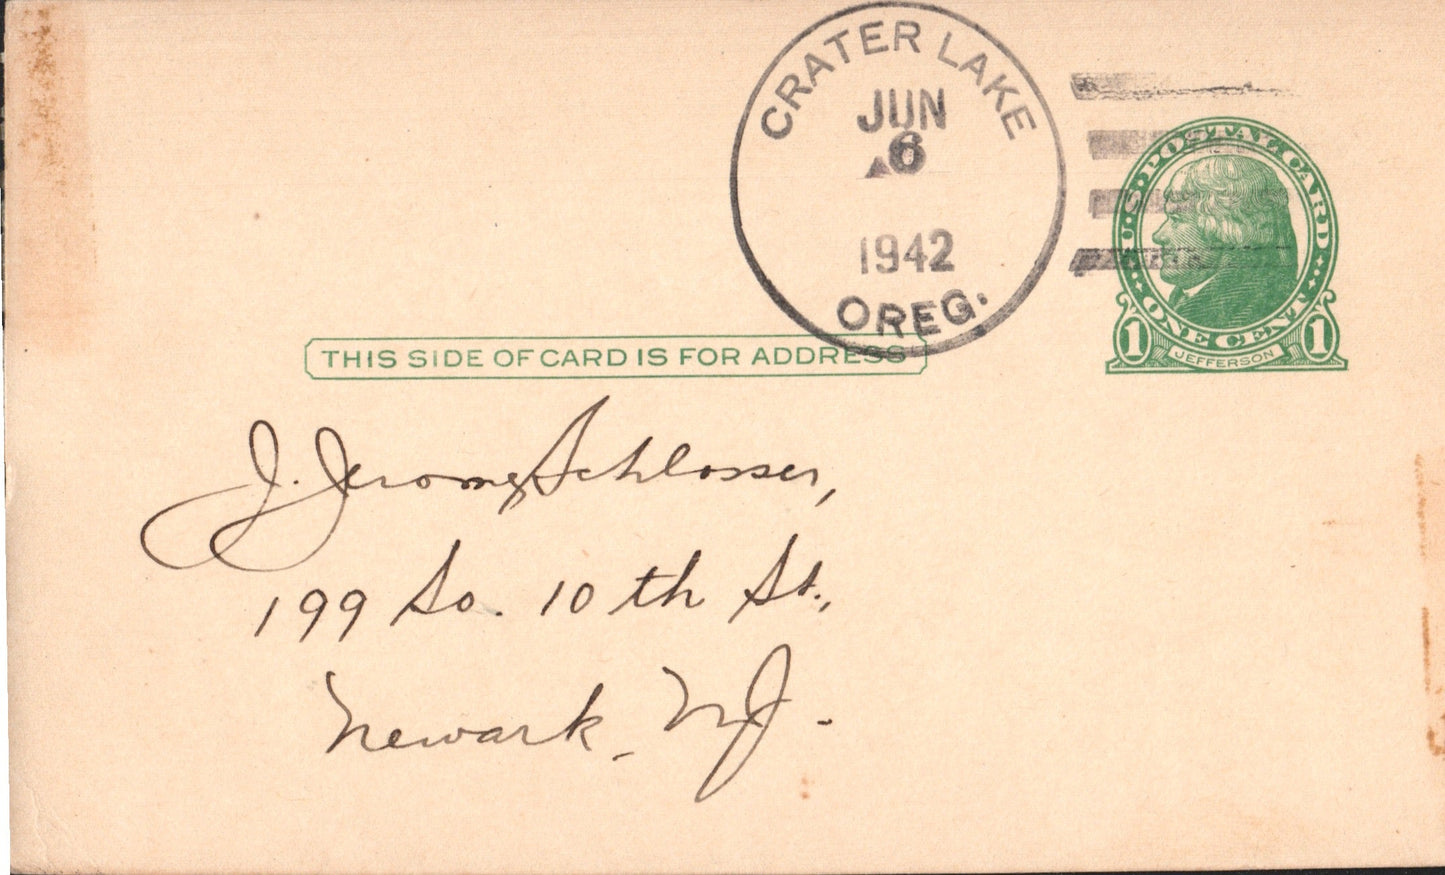 CRATER LAKE
JUN
6
1942
OREG.
U.S. POSTAL CARD
ONE CENT
1 JEFFERSON 1
THIS SIDE OF CARD IS FOR ADDRESS
J. Jerome Schlosser,
199 So. 10th St.,
Newark, NJ.